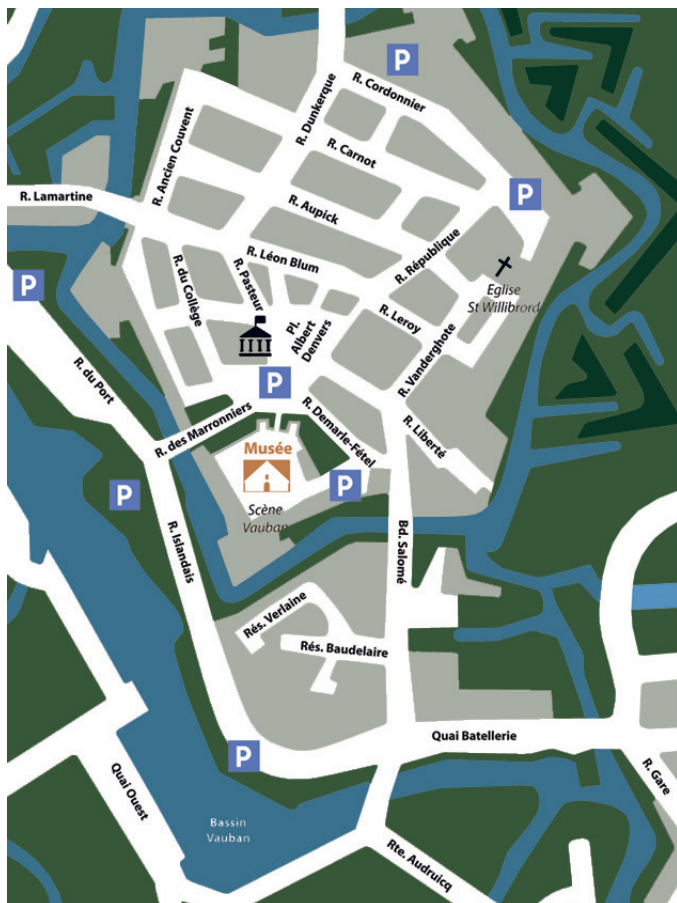 P
R. Cordonnier
R. Dunkerque
R. Carnot
R. Ancien Couvent
R. Lamartine
P
R. Aupick
R. Léon Blum
R. République
Eglise
St Willibrord
P
R. du Collège
R. Pasteur
Pl.
Albert
Denvers
R. Leroy
R. Vanderghote
R. du Port
P
R. des Marronniers
R. Demarle-Fétel
R. Liberté
Musée
P
P
Scène
Vauban
R. Islandais
Bd. Salomé
Rés. Verlaine
Rés. Baudelaire
P
Quai Batellerie
R. Gare
Quai Ouest
Bassin
Vauban
Rte. Audruicq